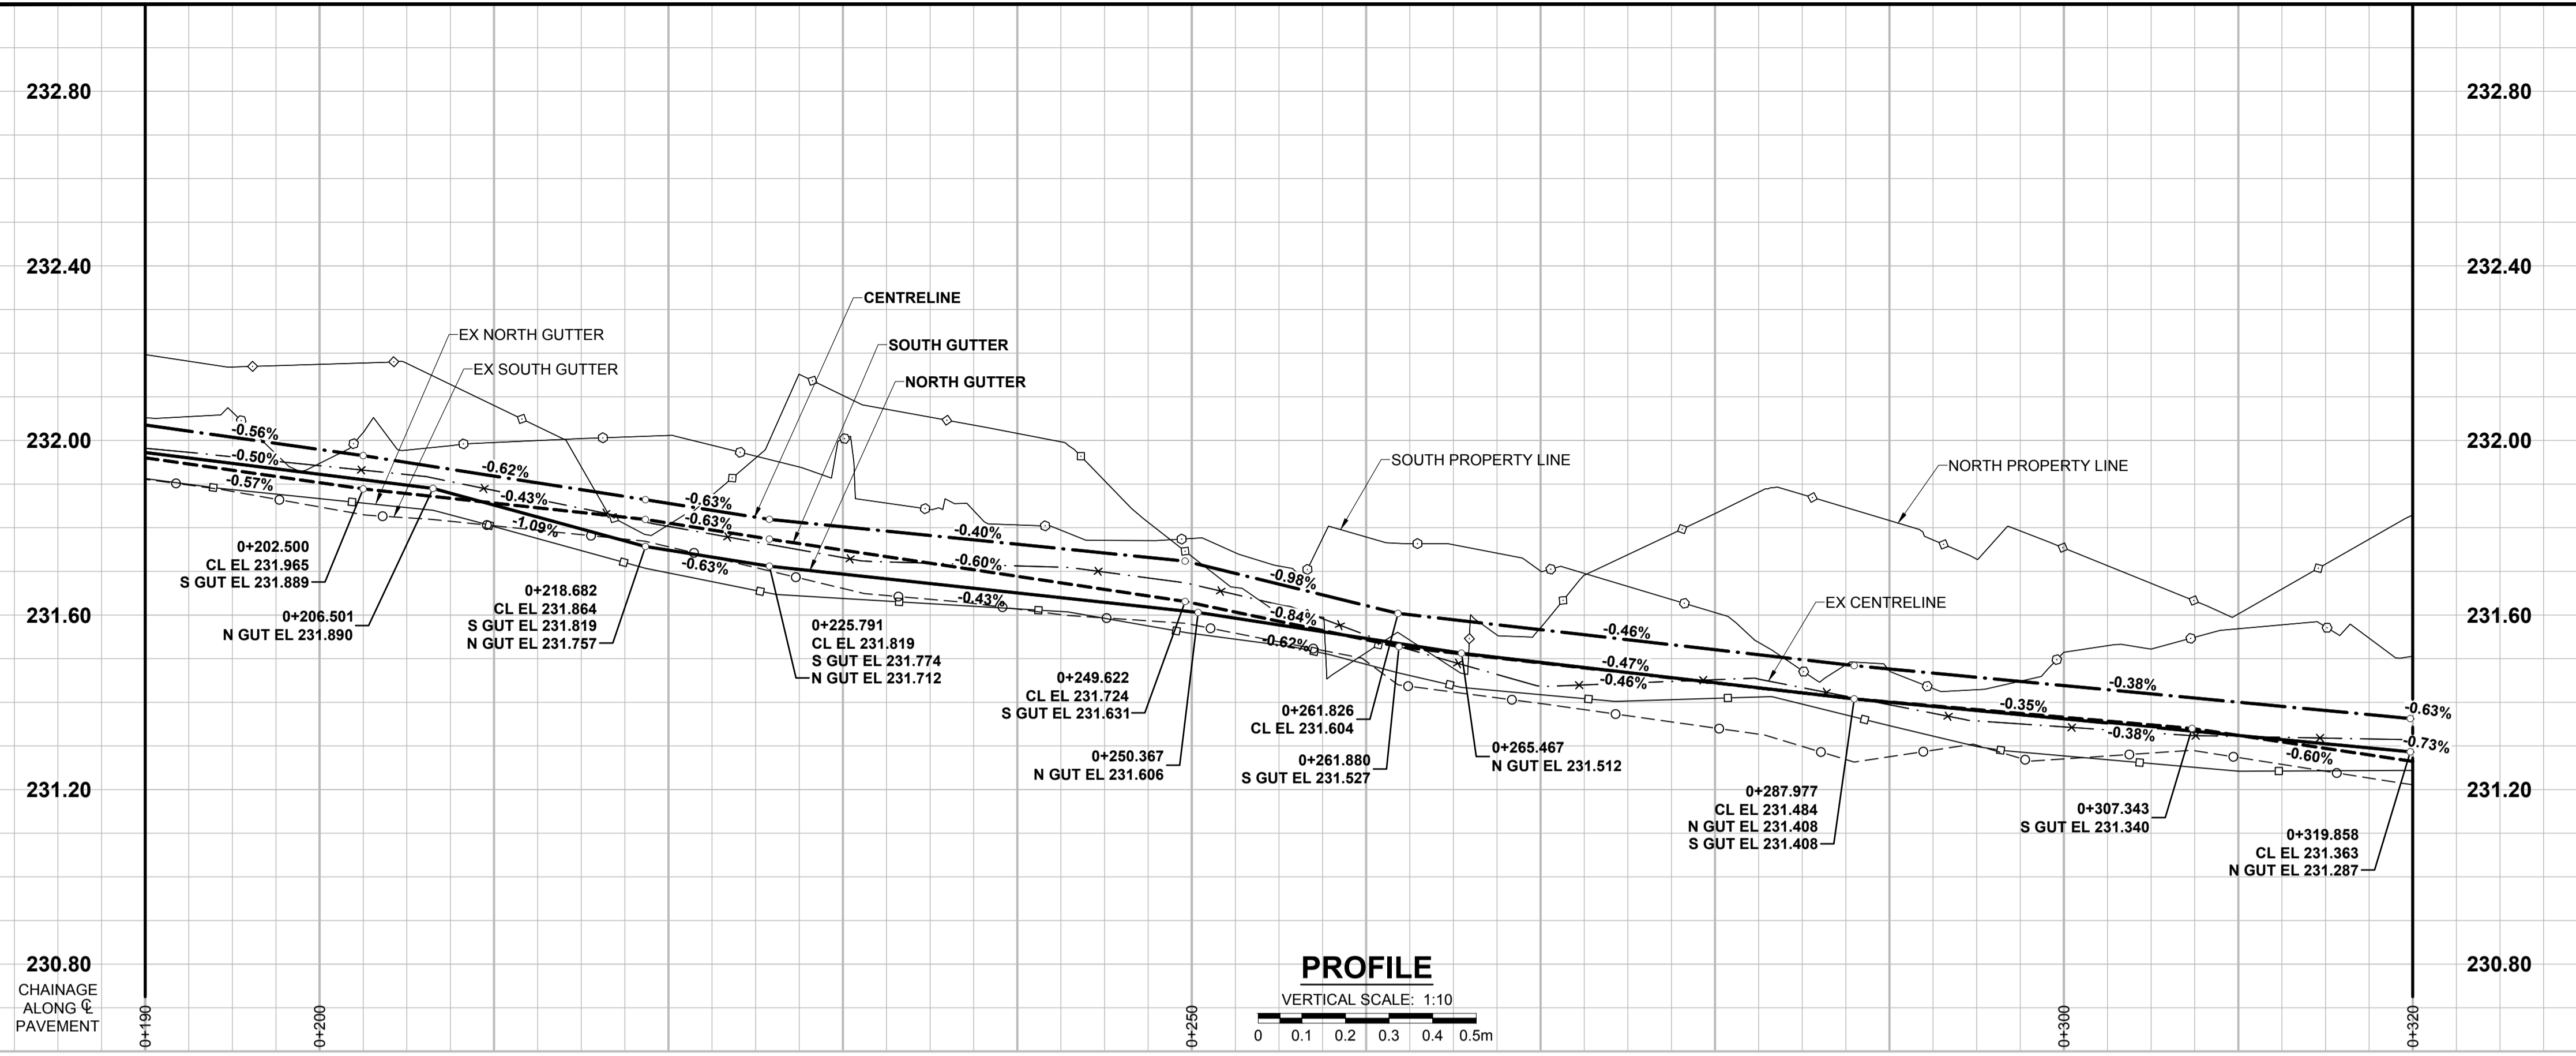 232.80
232.80
232.40
232.40
CENTRELINE
EX NORTH GUTTER
SOUTH GUTTER
EX SOUTH GUTTER
NORTH GUTTER
232.00
232.00
SOUTH PROPERTY LINE
NORTH PROPERTY LINE
-0.56%
-0.50%
-0.57%
-0.62%
-0.43%
-1.09%
-0.63%
-0.63%
-0.63%
-0.40%
-0.60%
-0.43%
-0.98%
-0.84%
-0.62%
EX CENTRELINE
-0.46%
-0.47%
-0.46%
-0.38%
-0.35%
-0.38%
-0.60%
-0.63%
-0.73%
231.60
231.60
0+202.500
CL EL 231.965
S GUT EL 231.889
0+206.501
N GUT EL 231.890
0+218.682
CL EL 231.864
S GUT EL 231.819
N GUT EL 231.757
0+225.791
CL EL 231.819
S GUT EL 231.774
N GUT EL 231.712
0+249.622
CL EL 231.724
S GUT EL 231.631
0+250.367
N GUT EL 231.606
0+261.826
CL EL 231.604
0+261.880
S GUT EL 231.527
0+265.467
N GUT EL 231.512
0+287.977
CL EL 231.484
N GUT EL 231.408
S GUT EL 231.408
0+307.343
S GUT EL 231.340
0+319.858
CL EL 231.363
N GUT EL 231.287
231.20
231.20
230.80
230.80
CHAINAGE
ALONG ℄
PAVEMENT
0+190
0+200
0+250
0+300
0+320
PROFILE
VERTICAL SCALE: 1:10
0 0.1 0.2 0.3 0.4 0.5m